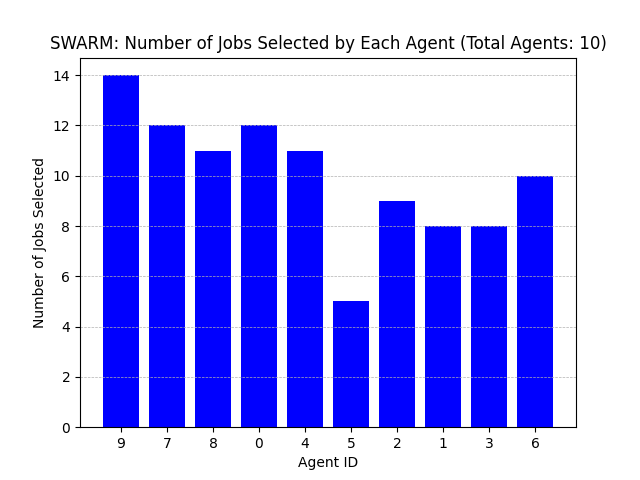 SWARM: Number of Jobs Selected by Each Agent (Total Agents: 10)
14
12
10
8
6
4
2
0
Number of Jobs Selected
9 7 8 0 4 5 2 1 3 6
Agent ID